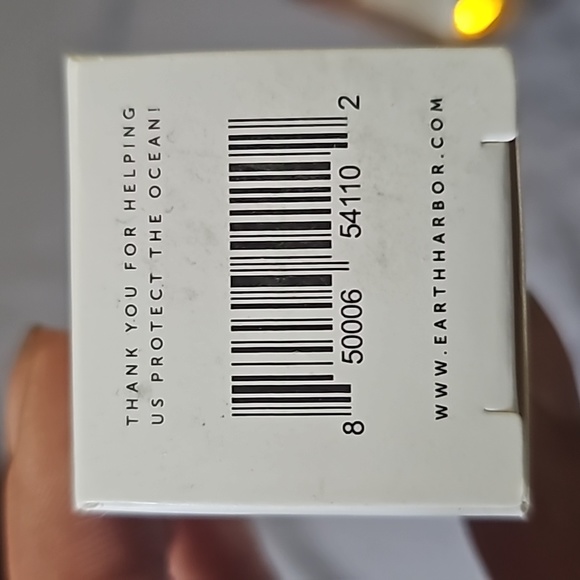 THANK YOU FOR HELPING
US PROTECT THE OCEAN!
8 50006 54110 2
WWW.EARTHHARBOR.COM